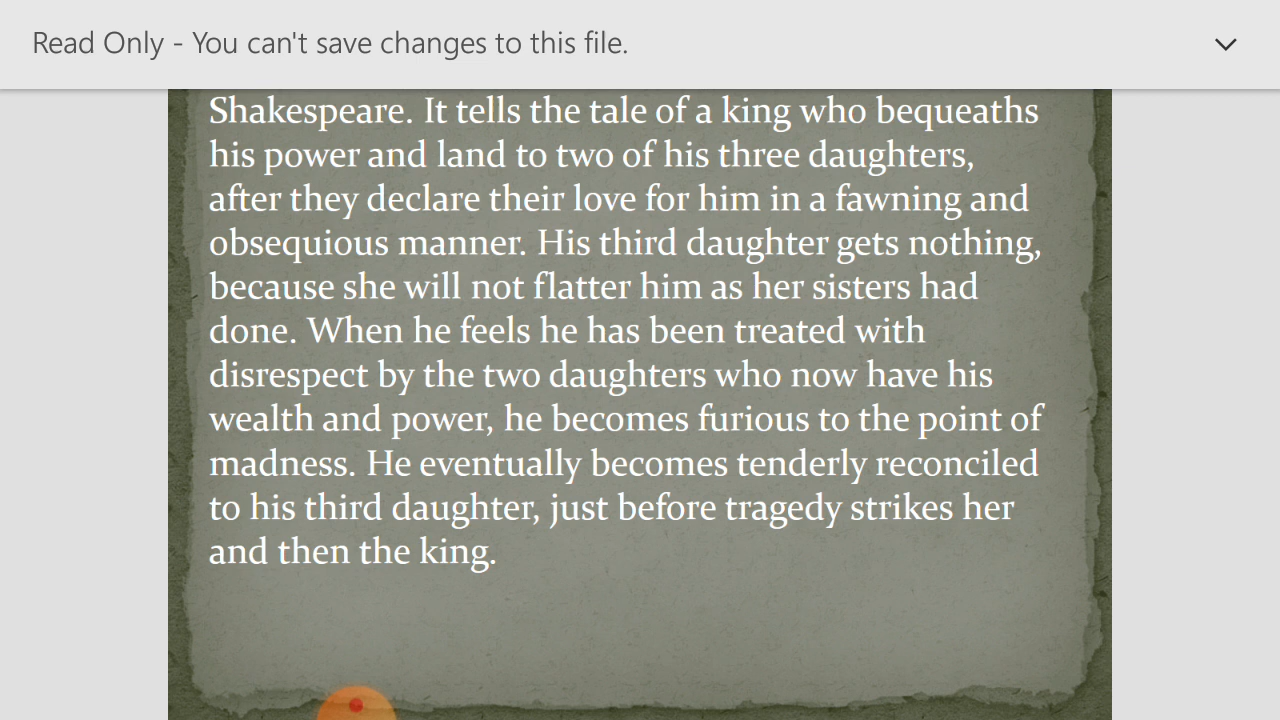 Read Only - You can't save changes to this file.
Shakespeare. It tells the tale of a king who bequeaths
his power and land to two of his three daughters,
after they declare their love for him in a fawning and
obsequious manner. His third daughter gets nothing,
because she will not flatter him as her sisters had
done. When he feels he has been treated with
disrespect by the two daughters who now have his
wealth and power, he becomes furious to the point of
madness. He eventually becomes tenderly reconciled
to his third daughter, just before tragedy strikes her
and then the king.